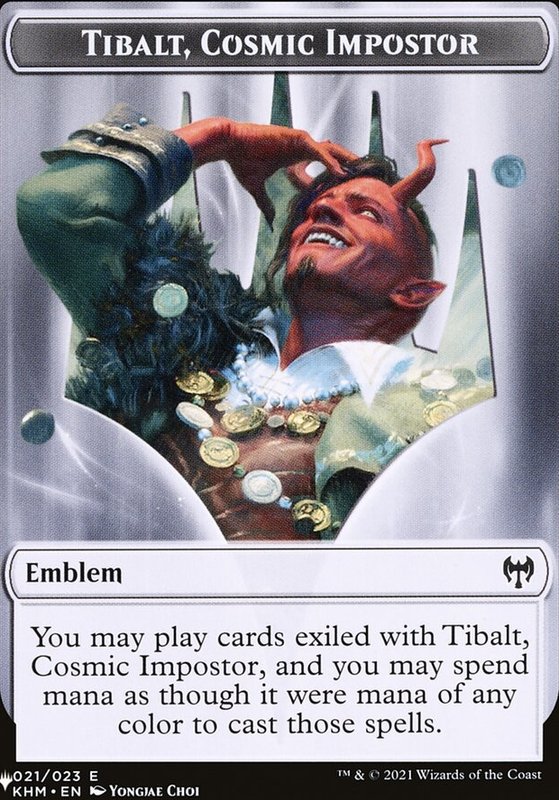 TIBALT, COSMIC IMPOSTOR
Emblem
You may play cards exiled with Tibalt,
Cosmic Impostor, and you may spend
mana as though it were mana of any
color to cast those spells.
021/023 E
KHM • EN YONGJAE CHOI
™ & © 2021 Wizards of the Coast